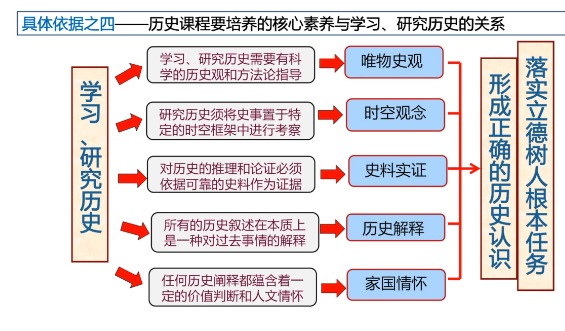 具体依据之四——历史课程要培养的核心素养与学习、研究历史的关系
学习、研究历史
学习、研究历史需要有科
学的历史观和方法论指导
唯物史观
研究历史须将史事置于特
定的时空框架中进行考察
时空观念
对历史的推理和论证必须
依据可靠的史料作为证据
史料实证
所有的历史叙述在本质上
是一种对过去事情的解释
历史解释
任何历史阐释都蕴含着一
定的价值判断和人文情怀
家国情怀
形成正确的历史认识
落实立德树人根本任务